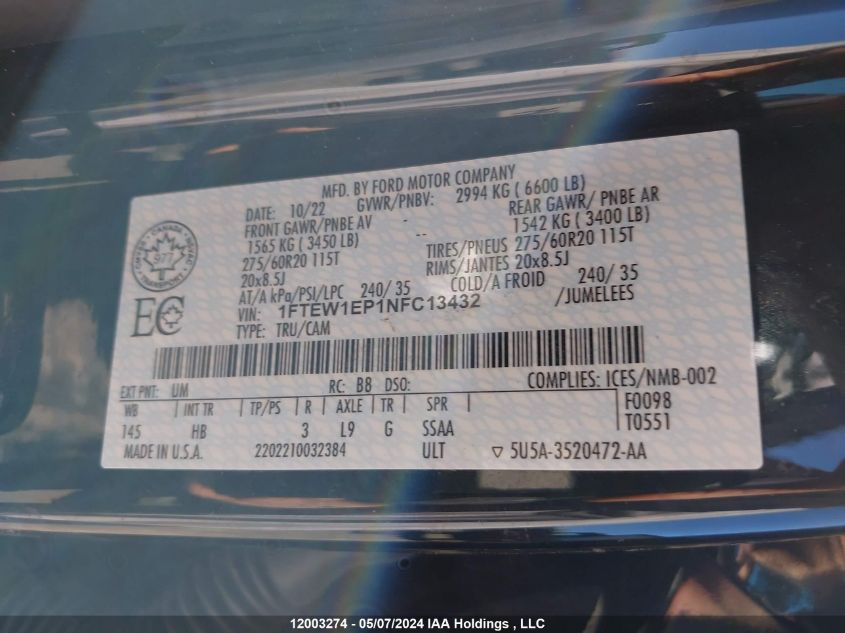 MFD. BY FORD MOTOR COMPANY
DATE: 10/22 GVWR/PNBV: 2994 KG ( 6600 LB)
FRONT GAWR/PNBE AV REAR GAWR/ PNBE AR
1565 KG ( 3450 LB) 1542 KG ( 3400 LB)
275/60R20 115T TIRES/PNEUS 275/60R20 115T
20x8.5J RIMS/JANTES 20x8.5J
AT/A kPa/PSI/LPC 240/ 35 COLD/A FROID 240/ 35
VIN: 1FTEW1EP1NFC13432 /JUMELEES
TYPE: TRU/CAM
CANADA
TRANSPORT
977
EC
EXT PNT: UM RC: B8 DSO: COMPLIES: ICES/NMB-002
WB INT TR TP/PS R AXLE TR SPR F0098
145 HB 3 L9 G SSAA T0551
MADE IN U.S.A. 2202210032384 ULT 5U5A-3520472-AA
12003274 - 05/07/2024 IAA Holdings , LLC